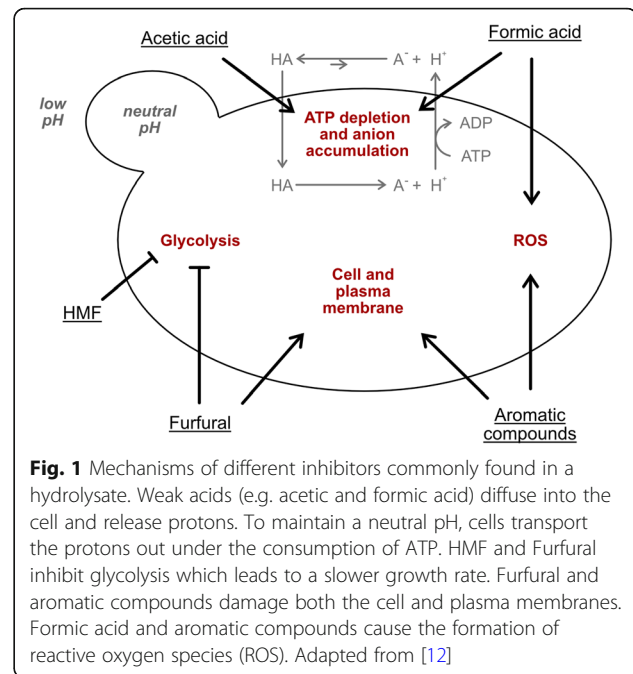 Acetic acid
Formic acid
HA
A⁻ + H⁺
low
pH
neutral
pH
ATP depletion
and anion
accumulation
ADP
ATP
HA
A⁻ + H⁺
Glycolysis
ROS
Cell and
plasma
membrane
HMF
Furfural
Aromatic
compounds
Fig. 1 Mechanisms of different inhibitors commonly found in a
hydrolysate. Weak acids (e.g. acetic and formic acid) diffuse into the
cell and release protons. To maintain a neutral pH, cells transport
the protons out under the consumption of ATP. HMF and Furfural
inhibit glycolysis which leads to a slower growth rate. Furfural and
aromatic compounds damage both the cell and plasma membranes.
Formic acid and aromatic compounds cause the formation of
reactive oxygen species (ROS). Adapted from [12]